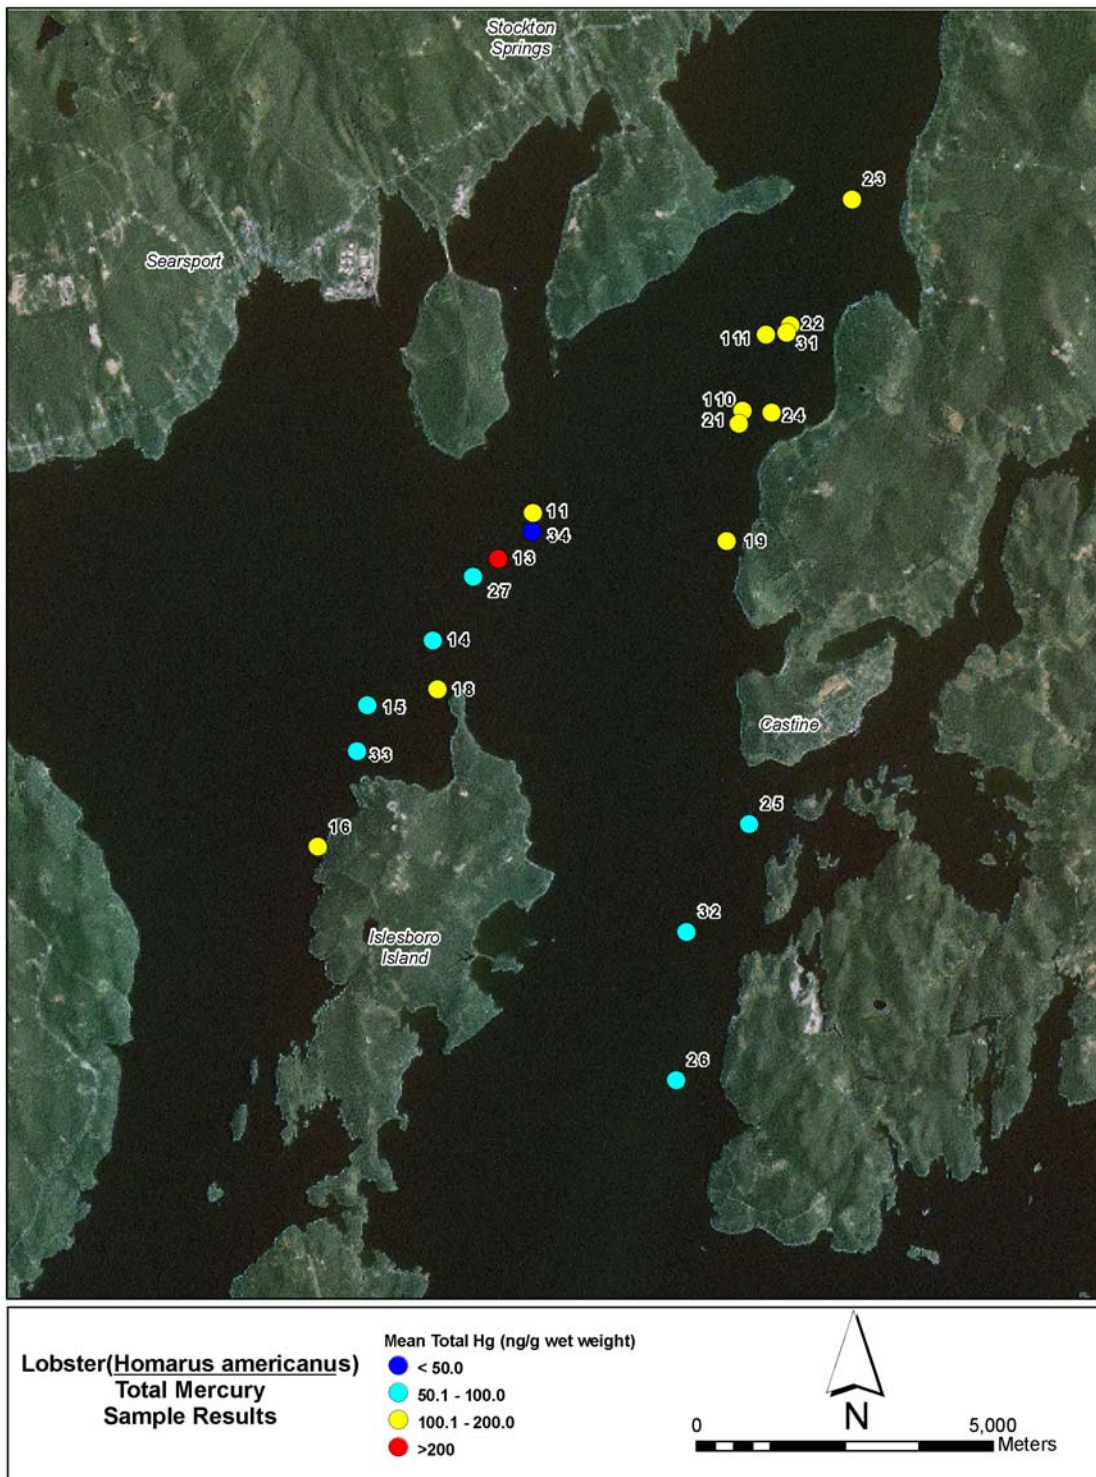 Stockton
Springs
23
Searsport
22
111
31
110
24
21
11
34
19
13
27
14
18
15
Castine
33
25
16
32
Islesboro
Island
26
Mean Total Hg (ng/g wet weight)
Lobster(Homarus americanus)
Total Mercury
Sample Results
< 50.0
50.1 - 100.0
100.1 - 200.0
>200
N
0 5,000
Meters